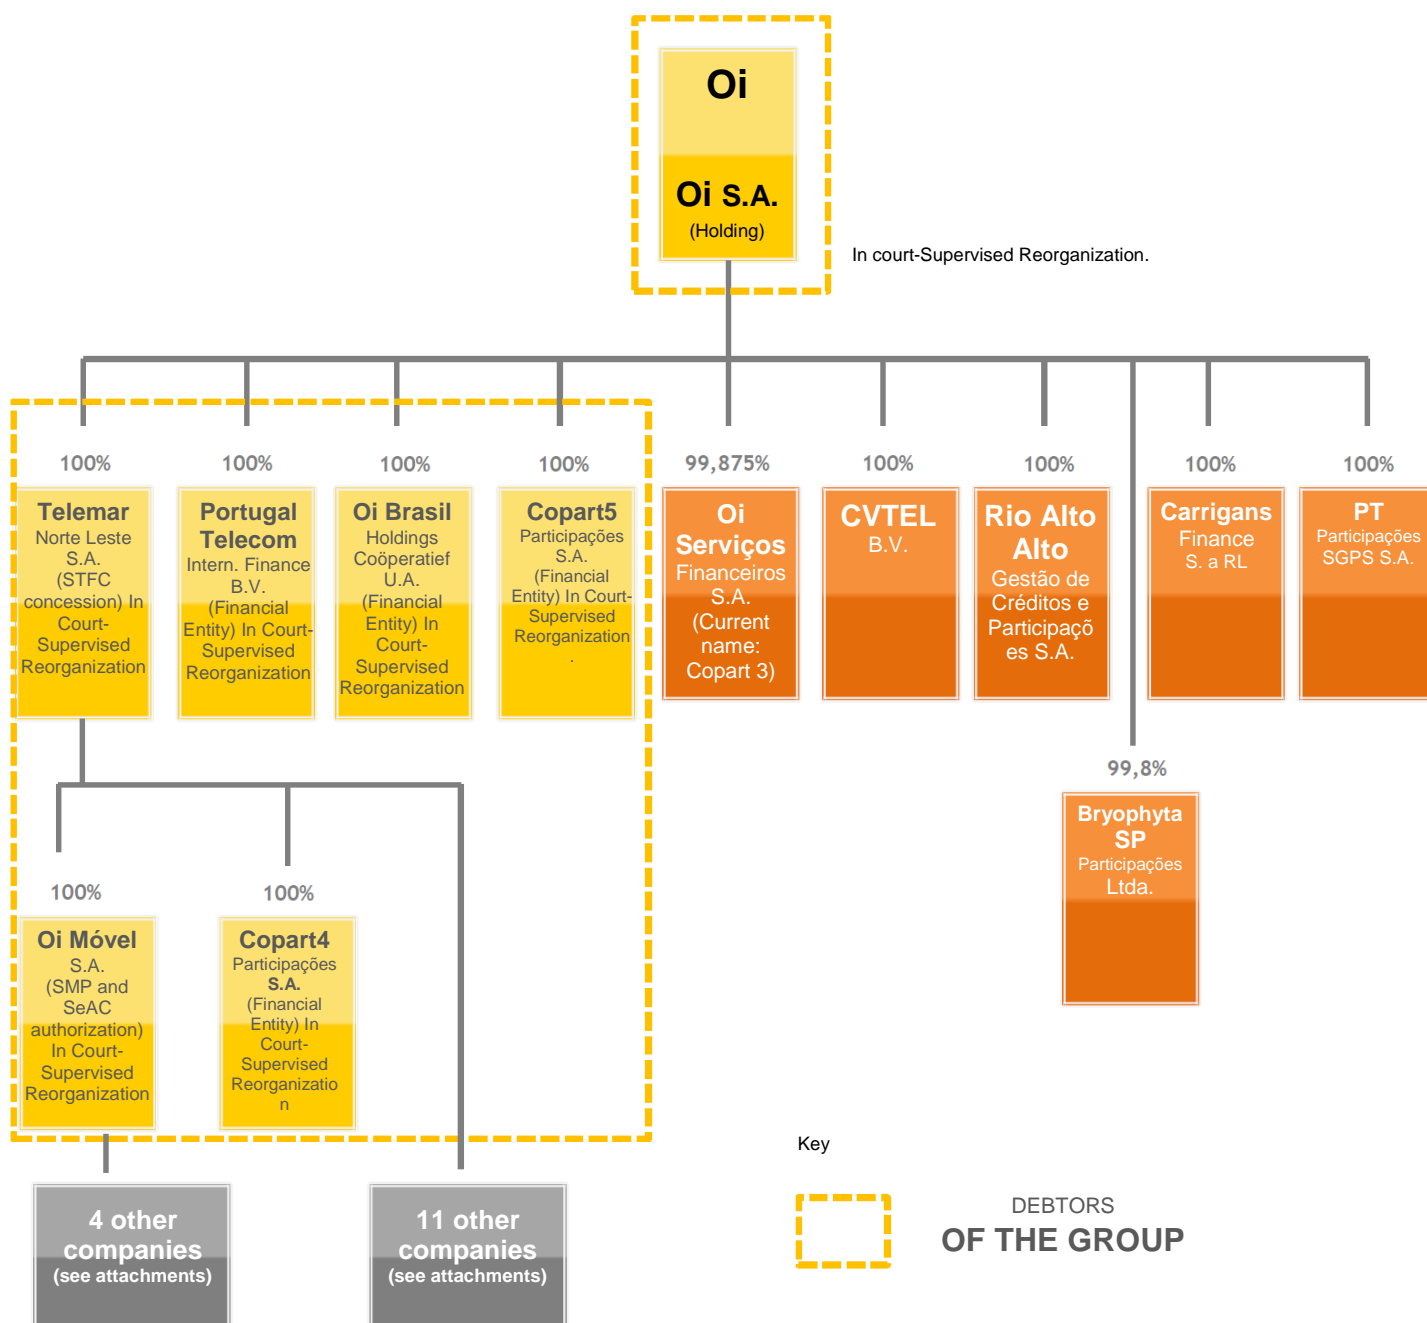 Oi
Oi S.A.
(Holding)
In court-Supervised Reorganization.
100%
100%
100%
100%
99,875%
100%
100%
100%
100%
Telemar
Norte Leste
S.A.
(STFC
concession) In
Court-
Supervised
Reorganization
Portugal
Telecom
Intern. Finance
B.V.
(Financial
Entity) In Court-
Supervised
Reorganization
Oi Brasil
Holdings
Coöperatief
U.A.
(Financial
Entity) In
Court-
Supervised
Reorganization
Copart5
Participações
S.A.
(Financial
Entity) In Court-
Supervised
Reorganization
.
Oi
Serviços
Financeiros
S.A.
(Current
name:
Copart 3)
CVTEL
B.V.
Rio Alto
Alto
Gestão de
Créditos e
Participaçõ
es S.A.
Carrigans
Finance
S. a RL
PT
Participações
SGPS S.A.
99,8%
Bryophyta
SP
Participações
Ltda.
100%
100%
Oi Móvel
S.A.
(SMP and
SeAC
authorization)
In Court-
Supervised
Reorganization
Copart4
Participações
S.A.
(Financial
Entity) In
Court-
Supervised
Reorganizatio
n
4 other
companies
(see attachments)
11 other
companies
(see attachments)
Key
DEBTORS
OF THE GROUP